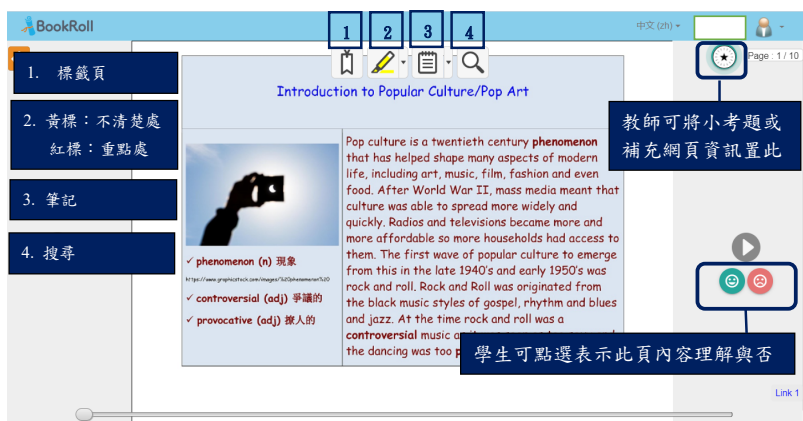 BookRoll
1 2 3 4
中文 (zh)
Page : 1 / 10
1. 標籤頁
2. 黃標：不清楚處
紅標：重點處
3. 筆記
4. 搜尋
Introduction to Popular Culture/Pop Art
✓ phenomenon (n) 現象
https://www.graphicstock.com/images/%20phenomenon%20
✓ controversial (adj) 爭議的
✓ provocative (adj) 撩人的
Pop culture is a twentieth century phenomenon
that has helped shape many aspects of modern
life, including art, music, film, fashion and even
food. After World War II, mass media meant that
culture was able to spread more widely and
quickly. Radios and televisions became more and
more affordable so more households had access to
them. The first wave of popular culture to emerge
from this in the late 1940's and early 1950's was
rock and roll. Rock and Roll was originated from
the black music styles of gospel, rhythm and blues
and jazz. At the time rock and roll was a
controversial music
the dancing was too
教師可將小考題或
補充網頁資訊置此
學生可點選表示此頁內容理解與否
Link 1